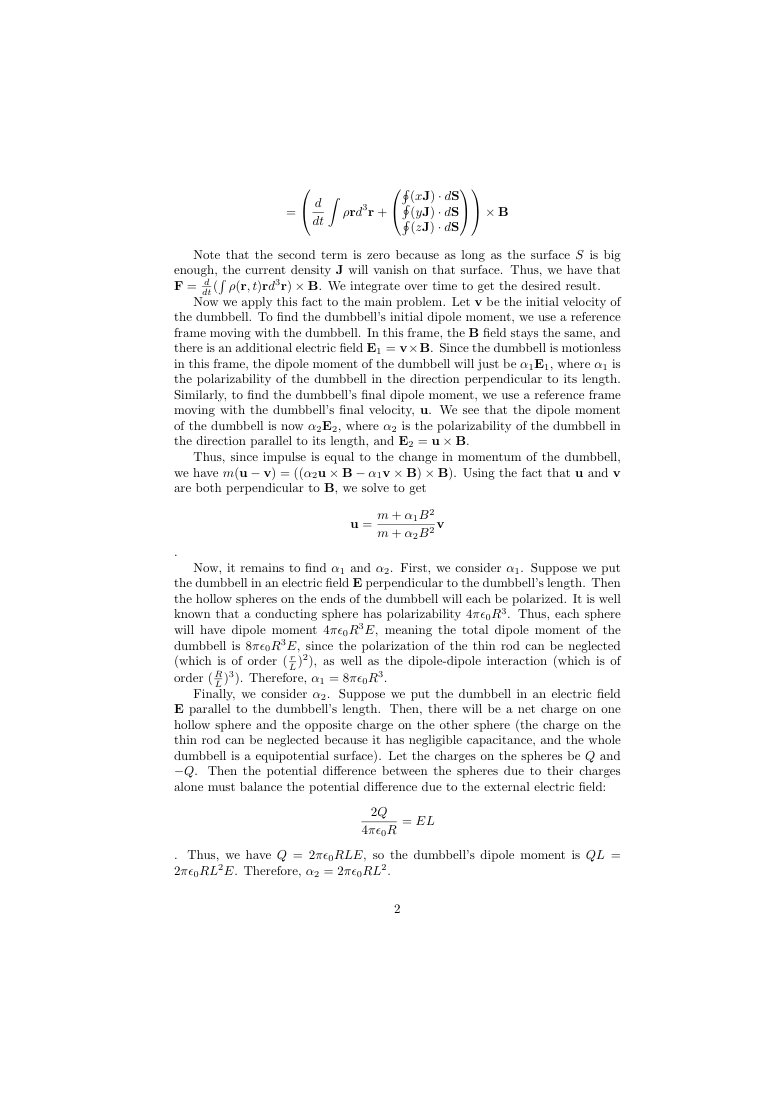 = ( d/dt ∫ ρ𝐫d³𝐫 + ( ∮(x𝐉) · d𝐒
∮(y𝐉) · d𝐒
∮(z𝐉) · d𝐒 ) ) × 𝐁
Note that the second term is zero because as long as the surface S is big
enough, the current density 𝐉 will vanish on that surface. Thus, we have that
𝐅 = d/dt(∫ ρ(𝐫, t)𝐫d³𝐫) × 𝐁. We integrate over time to get the desired result.
Now we apply this fact to the main problem. Let 𝐯 be the initial velocity of
the dumbbell. To find the dumbbell's initial dipole moment, we use a reference
frame moving with the dumbbell. In this frame, the 𝐁 field stays the same, and
there is an additional electric field 𝐄₁ = 𝐯 × 𝐁. Since the dumbbell is motionless
in this frame, the dipole moment of the dumbbell will just be α₁𝐄₁, where α₁ is
the polarizability of the dumbbell in the direction perpendicular to its length.
Similarly, to find the dumbbell's final dipole moment, we use a reference frame
moving with the dumbbell's final velocity, 𝐮. We see that the dipole moment
of the dumbbell is now α₂𝐄₂, where α₂ is the polarizability of the dumbbell in
the direction parallel to its length, and 𝐄₂ = 𝐮 × 𝐁.
Thus, since impulse is equal to the change in momentum of the dumbbell,
we have m(𝐮 − 𝐯) = ((α₂𝐮 × 𝐁 − α₁𝐯 × 𝐁) × 𝐁). Using the fact that 𝐮 and 𝐯
are both perpendicular to 𝐁, we solve to get
𝐮 = (m + α₁B²)/(m + α₂B²) 𝐯
.
Now, it remains to find α₁ and α₂. First, we consider α₁. Suppose we put
the dumbbell in an electric field 𝐄 perpendicular to the dumbbell's length. Then
the hollow spheres on the ends of the dumbbell will each be polarized. It is well
known that a conducting sphere has polarizability 4πϵ₀R³. Thus, each sphere
will have dipole moment 4πϵ₀R³E, meaning the total dipole moment of the
dumbbell is 8πϵ₀R³E, since the polarization of the thin rod can be neglected
(which is of order (r/L)²), as well as the dipole-dipole interaction (which is of
order (R/L)³). Therefore, α₁ = 8πϵ₀R³.
Finally, we consider α₂. Suppose we put the dumbbell in an electric field
𝐄 parallel to the dumbbell's length. Then, there will be a net charge on one
hollow sphere and the opposite charge on the other sphere (the charge on the
thin rod can be neglected because it has negligible capacitance, and the whole
dumbbell is a equipotential surface). Let the charges on the spheres be Q and
−Q. Then the potential difference between the spheres due to their charges
alone must balance the potential difference due to the external electric field:
2Q/(4πϵ₀R) = EL
. Thus, we have Q = 2πϵ₀RLE, so the dumbbell's dipole moment is QL =
2πϵ₀RL²E. Therefore, α₂ = 2πϵ₀RL².
2